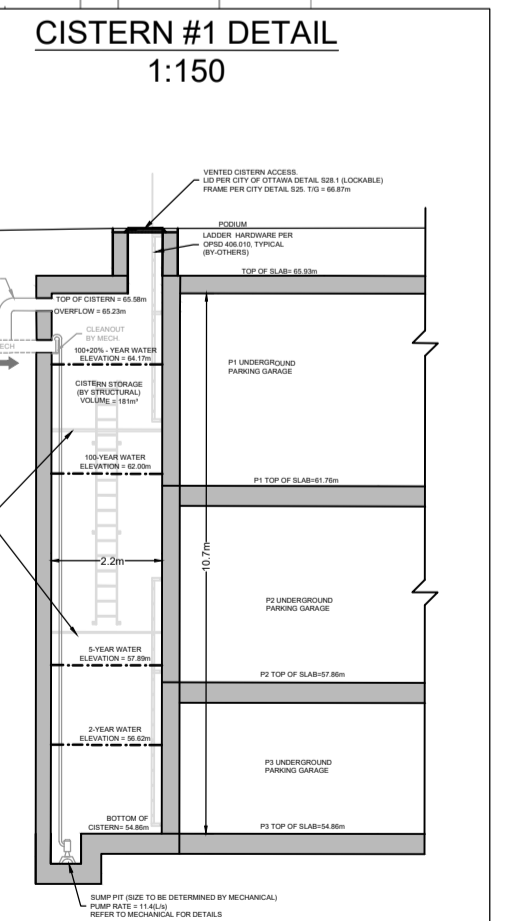 CISTERN #1 DETAIL
1:150
VENTED CISTERN ACCESS.
LID PER CITY OF OTTAWA DETAIL S28.1 (LOCKABLE)
FRAME PER CITY DETAIL S25. T/G = 66.87m
PODIUM
LADDER HARDWARE PER
OPSD 406.010, TYPICAL
(BY-OTHERS)
TOP OF SLAB= 65.93m
TOP OF CISTERN = 65.58m
OVERFLOW = 65.23m
CLEANOUT
BY MECH.
ECH
100+20% - YEAR WATER
ELEVATION = 64.17m
P1 UNDERGROUND
PARKING GARAGE
CISTERN STORAGE
(BY STRUCTURAL)
VOLUME = 181m³
100-YEAR WATER
ELEVATION = 62.00m
P1 TOP OF SLAB=61.76m
2.2m
10.7m
P2 UNDERGROUND
PARKING GARAGE
5-YEAR WATER
ELEVATION = 57.89m
P2 TOP OF SLAB=57.86m
2-YEAR WATER
ELEVATION = 56.62m
P3 UNDERGROUND
PARKING GARAGE
BOTTOM OF
CISTERN= 54.86m
P3 TOP OF SLAB=54.86m
SUMP PIT (SIZE TO BE DETERMINED BY MECHANICAL)
PUMP RATE = 11.4(L/s)
REFER TO MECHANICAL FOR DETAILS